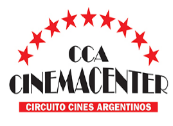 CCA
CINEMACENTER
CIRCUITO CINES ARGENTINOS